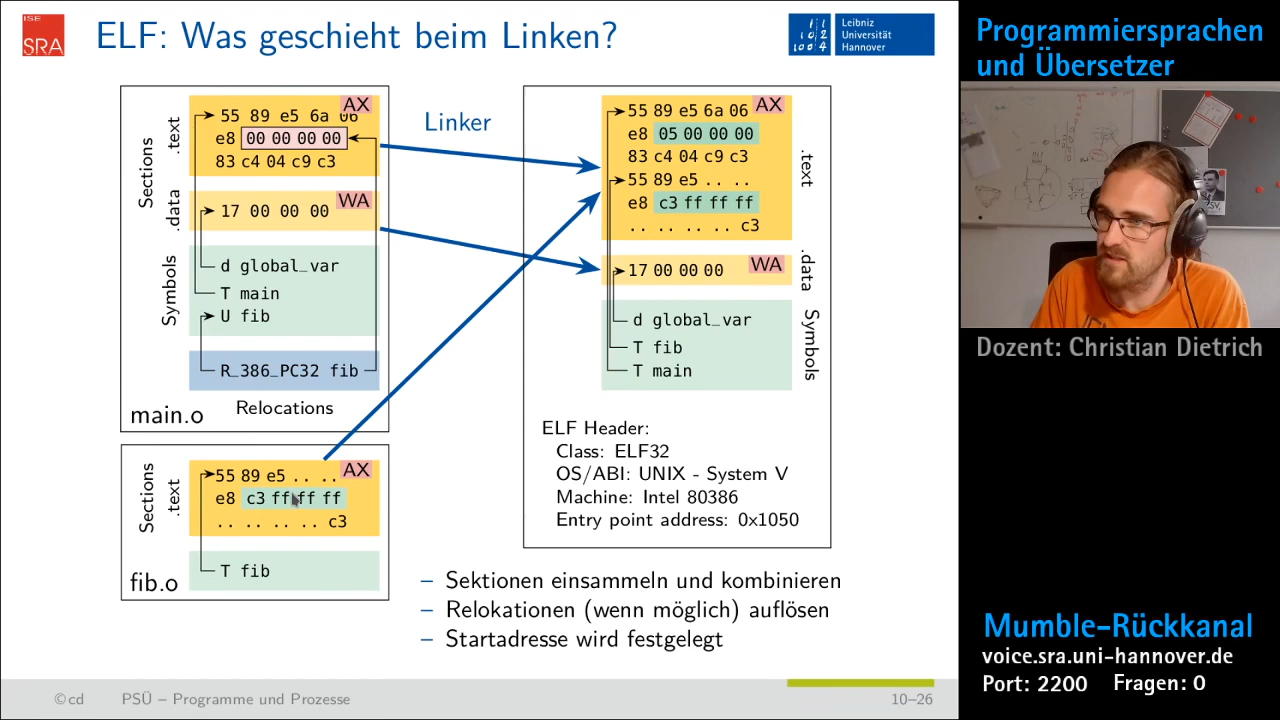 ISE
SRA
ELF: Was geschieht beim Linken?
Leibniz
Universität
Hannover
Sections
.text
55 89 e5 6a 06
AX
e8 00 00 00 00
83 c4 04 c9 c3
.data
17 00 00 00
WA
Symbols
d global_var
T main
U fib
R_386_PC32 fib
Relocations
main.o
Sections
.text
55 89 e5 .. ..
AX
e8 c3 ff ff ff
.. .. .. .. c3
T fib
fib.o
Linker
55 89 e5 6a 06
AX
e8 05 00 00 00
83 c4 04 c9 c3
55 89 e5 .. ..
e8 c3 ff ff ff
.. .. .. .. c3
.text
17 00 00 00
WA
.data
d global_var
T fib
T main
Symbols
ELF Header:
Class: ELF32
OS/ABI: UNIX - System V
Machine: Intel 80386
Entry point address: 0x1050
– Sektionen einsammeln und kombinieren
– Relokationen (wenn möglich) auflösen
– Startadresse wird festgelegt
©cd
PSÜ – Programme und Prozesse
10–26
Programmiersprachen
und Übersetzer
Dozent: Christian Dietrich
Mumble-Rückkanal
voice.sra.uni-hannover.de
Port: 2200 Fragen: 0